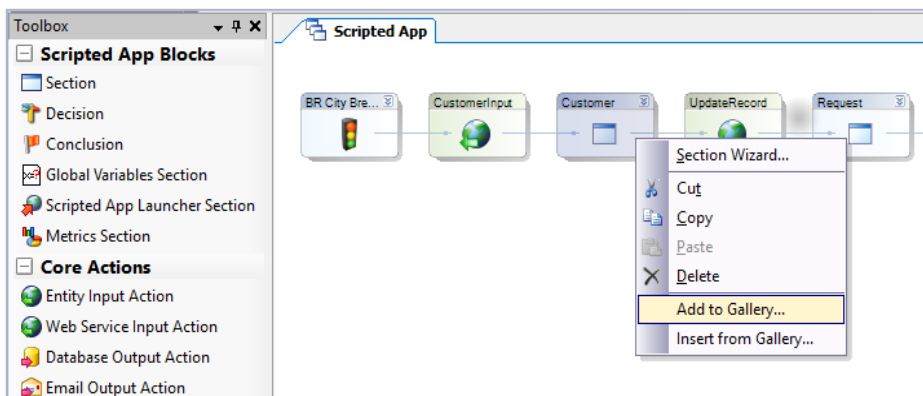 Toolbox
Scripted App Blocks
Section
Decision
Conclusion
Global Variables Section
Scripted App Launcher Section
Metrics Section
Core Actions
Entity Input Action
Web Service Input Action
Database Output Action
Email Output Action
Scripted App
BR City Bre...
CustomerInput
Customer
UpdateRecord
Request
Section Wizard...
Cut
Copy
Paste
Delete
Add to Gallery...
Insert from Gallery...